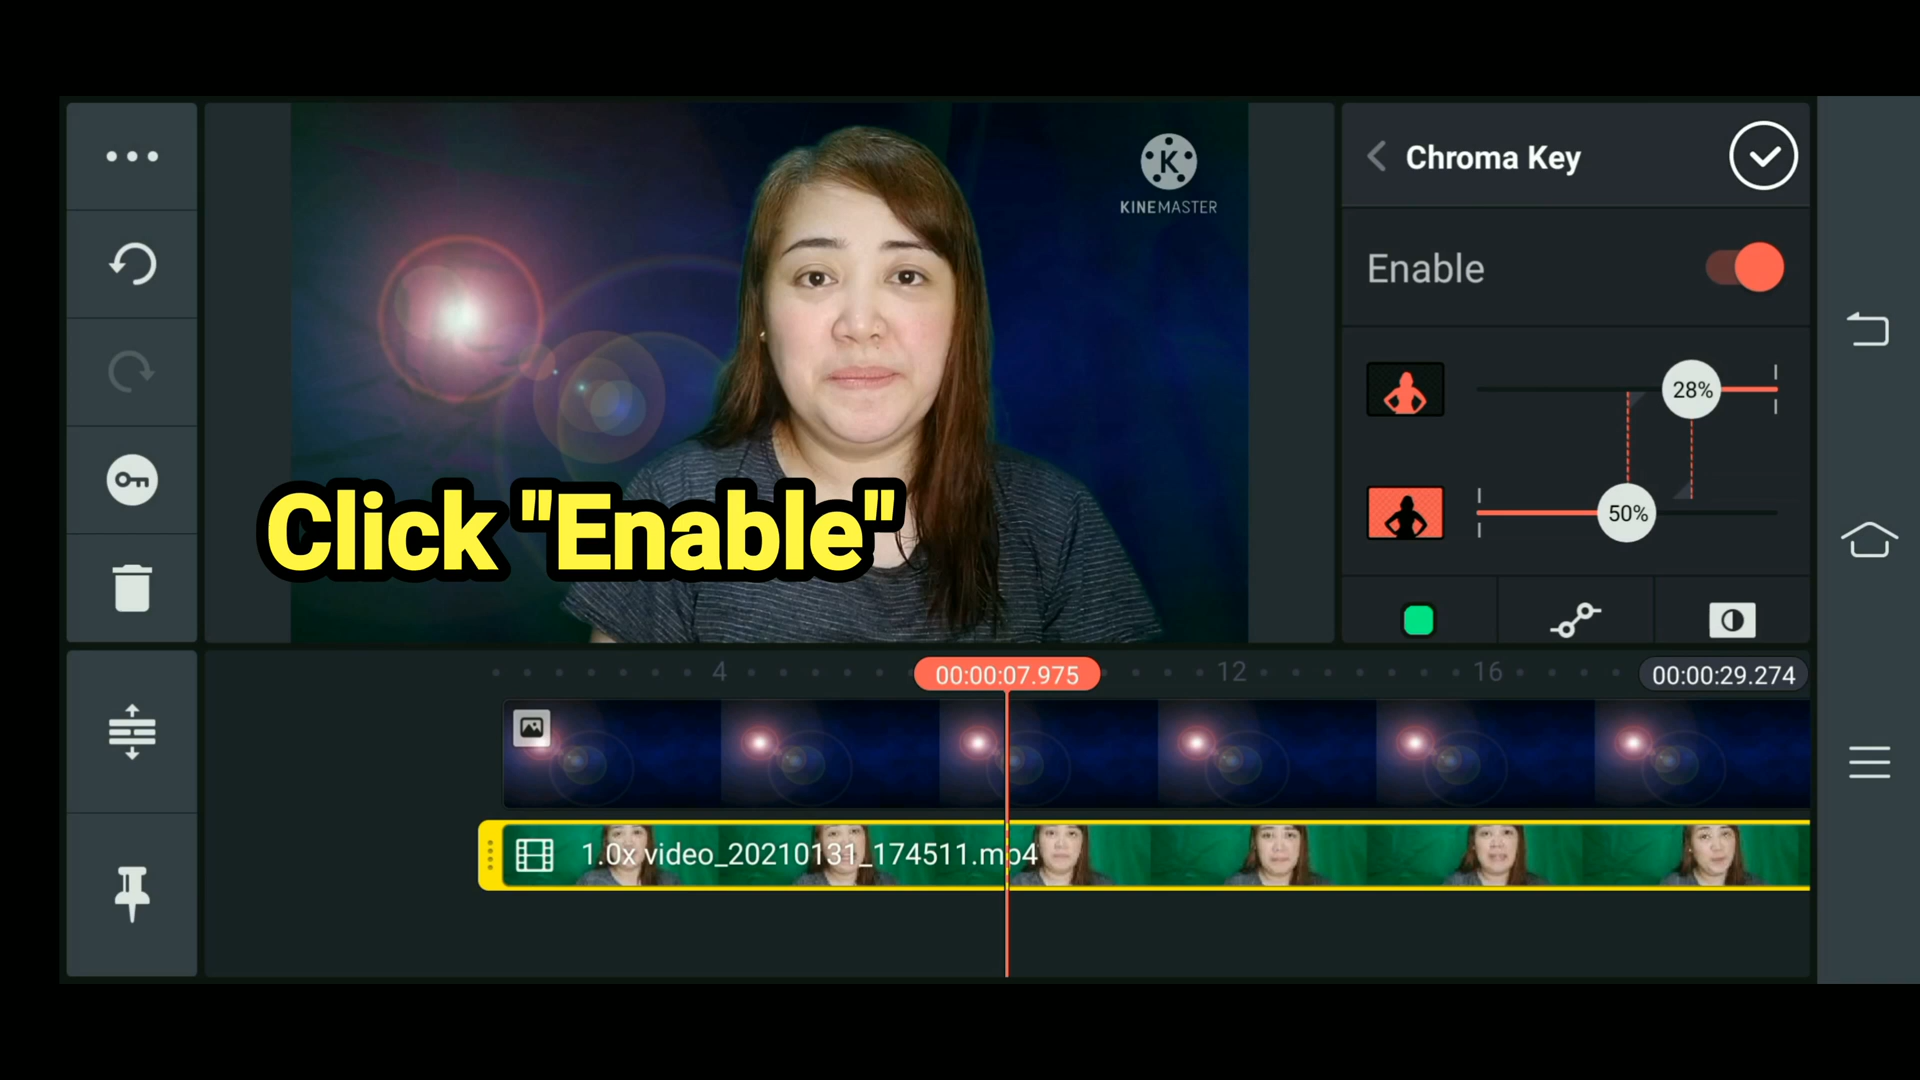 K
KINEMASTER
Chroma Key
Enable
28%
50%
Click "Enable"
4
00:00:07.975
12
16
00:00:29.274
1.0x video_20210131_174511.mp4